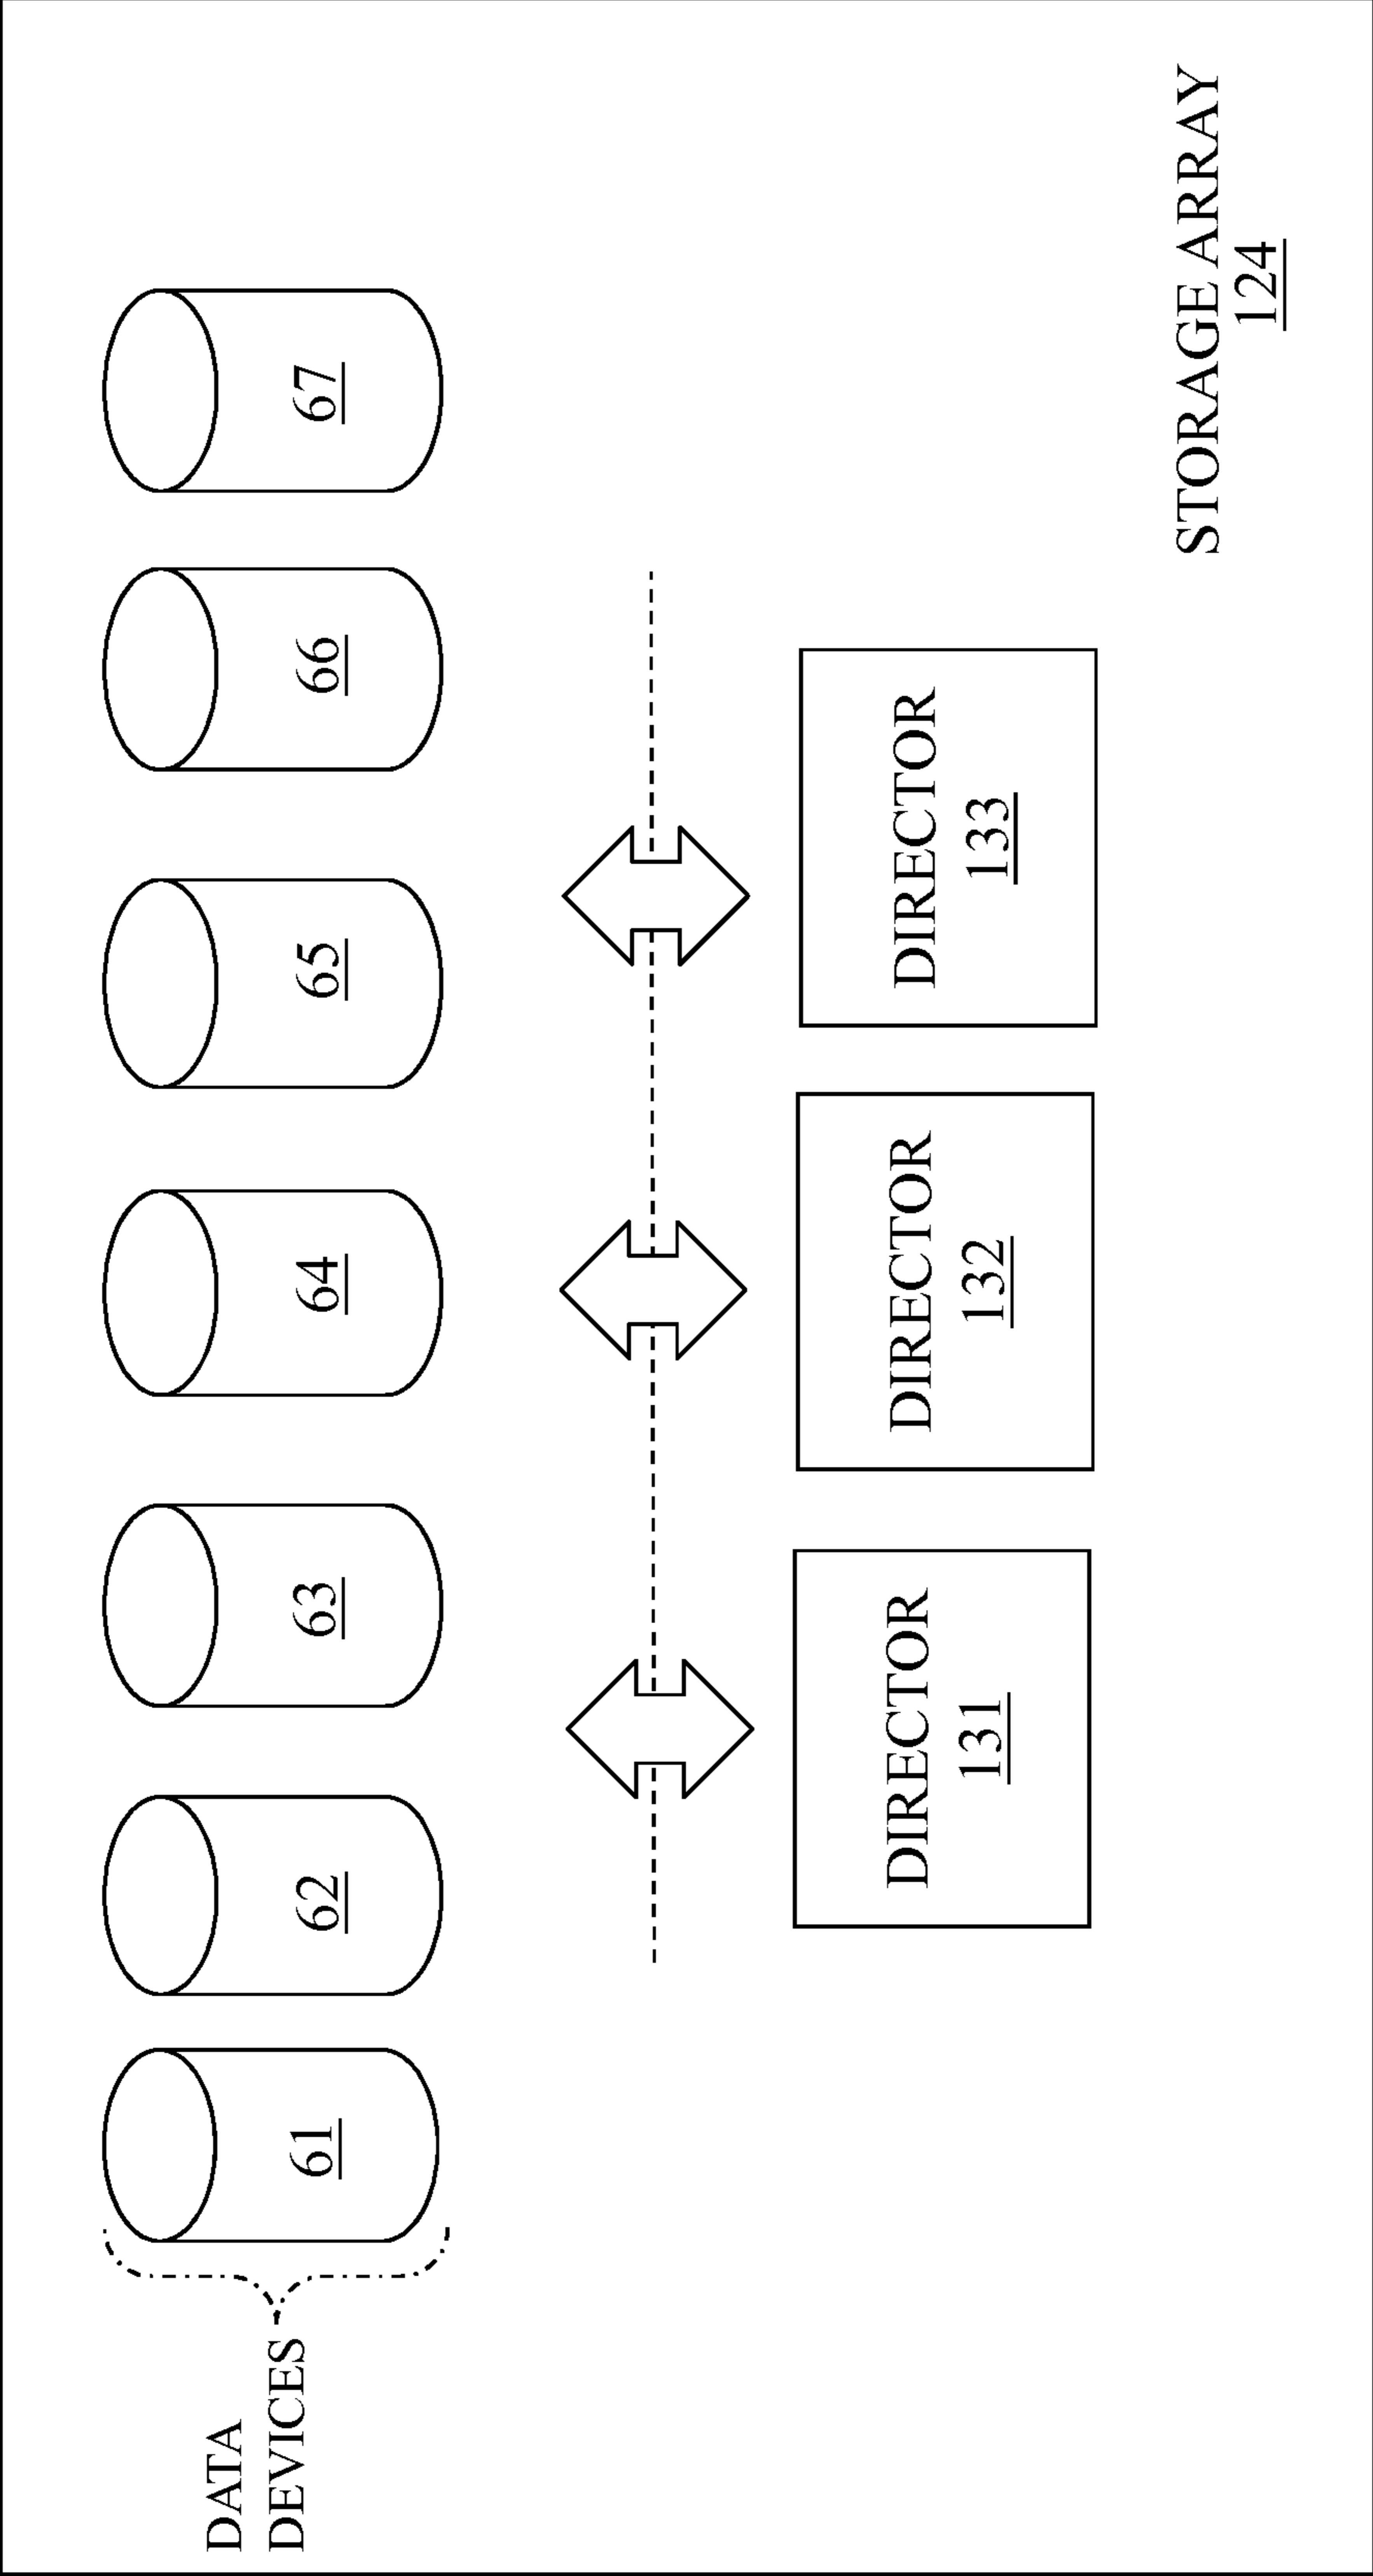 DATA
DEVICES
61
62
63
64
65
66
67
DIRECTOR
131
DIRECTOR
132
DIRECTOR
133
STORAGE ARRAY
124